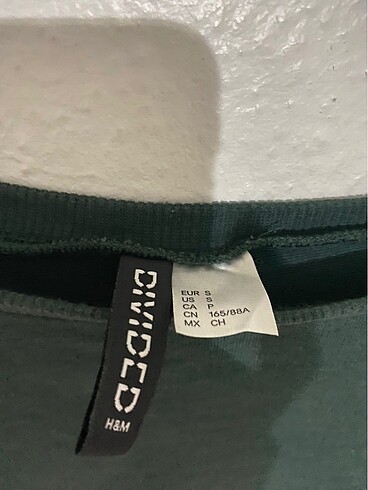 DIVIDED
H&M
EUR S
US S
CA P
CN 165/88A
MX CH